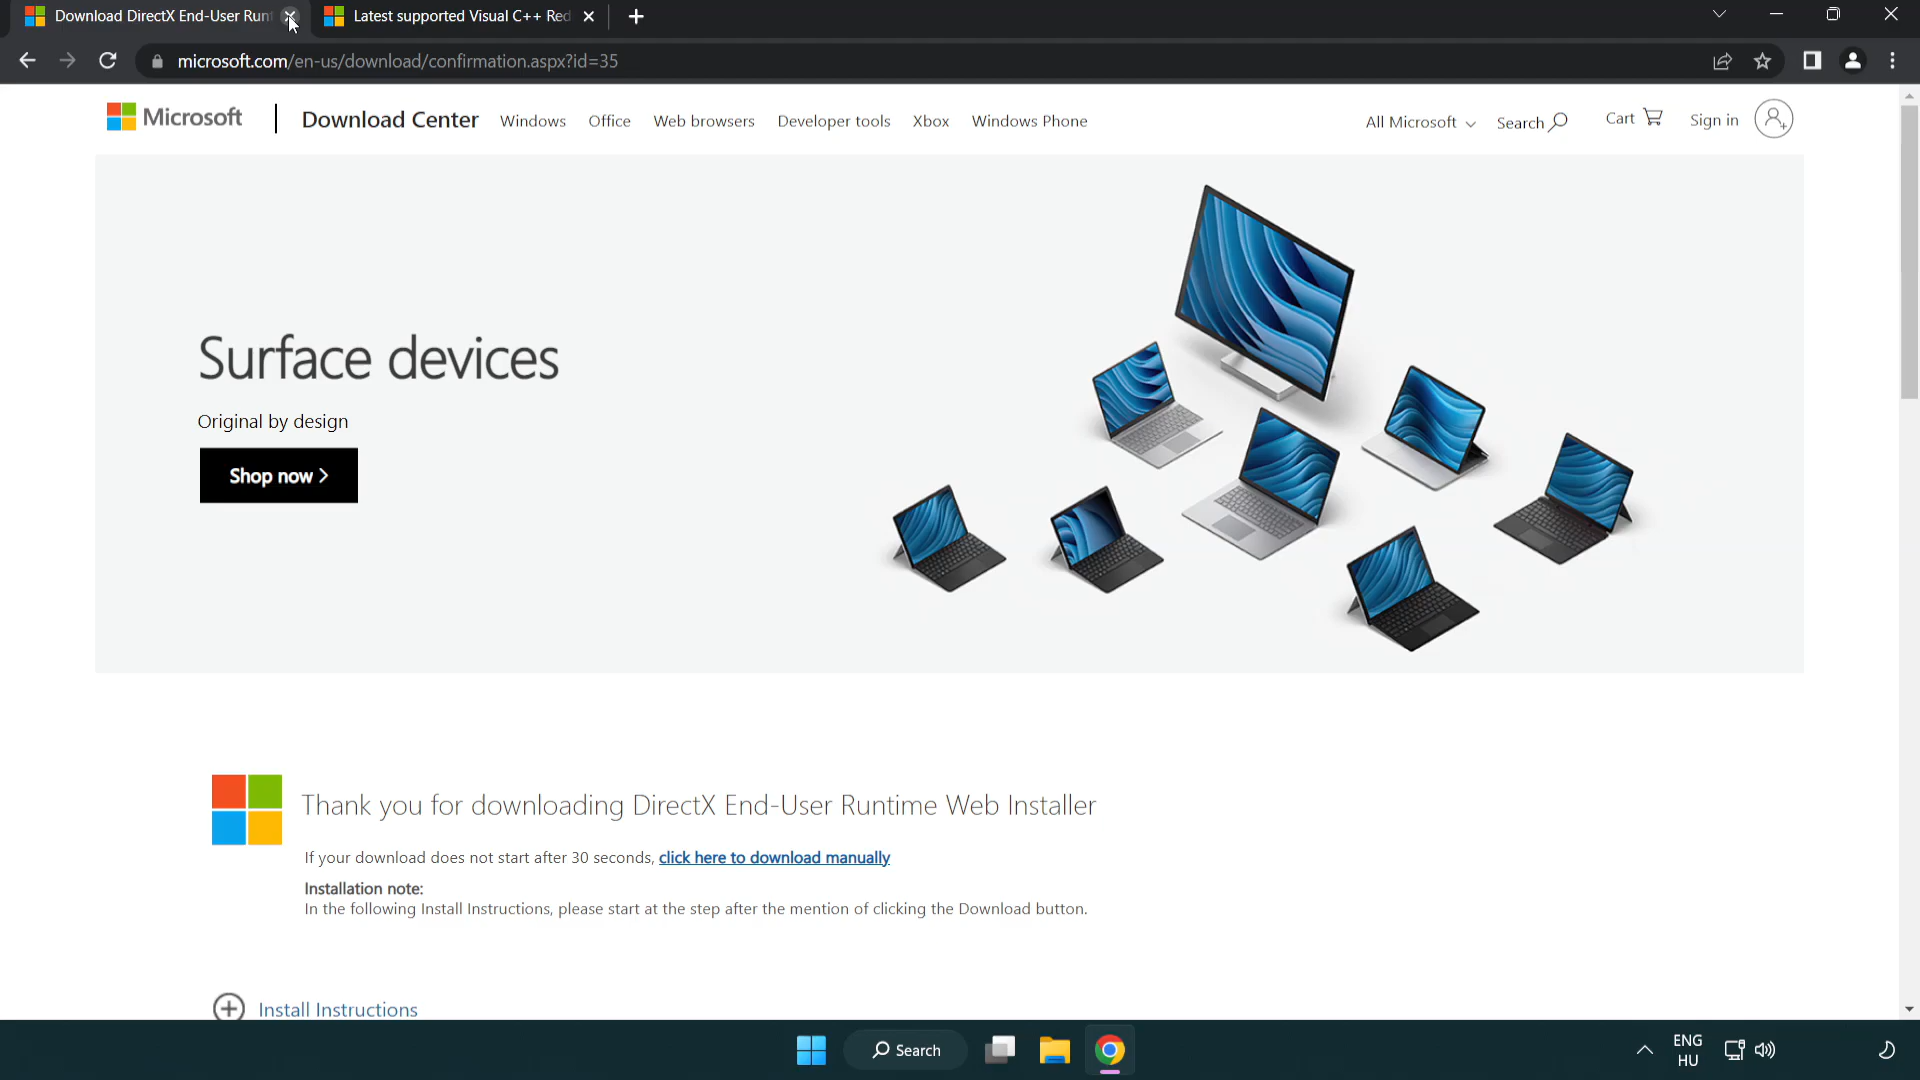 Download DirectX End-User Runt
Latest supported Visual C++ Red
microsoft.com/en-us/download/confirmation.aspx?id=35
Microsoft
Download Center
Windows
Office
Web browsers
Developer tools
Xbox
Windows Phone
All Microsoft
Search
Cart
Sign in
Surface devices
Original by design
Shop now
Thank you for downloading DirectX End-User Runtime Web Installer
If your download does not start after 30 seconds, click here to download manually
Installation note:
In the following Install Instructions, please start at the step after the mention of clicking the Download button.
Install Instructions
Search
ENG
HU